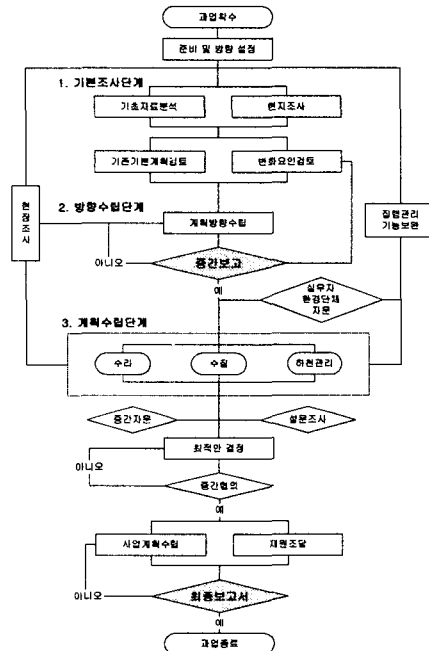 과업착수
준비 및 방향 설정
1. 기본조사단계
기초자료분석
현지조사
기존기본계획검토
변화요인검토
현장
조사
2. 방향수립단계
계획방향수립
집행관리
기능보완
아니오
중간보고
예
실무자
환경단체
자문
3. 계획수립단계
수리
수질
하천관리
중간자문
설문조사
최적안 결정
아니오
중간협의
예
사업계획수립
재원조달
아니오
최종보고서
예
과업종료